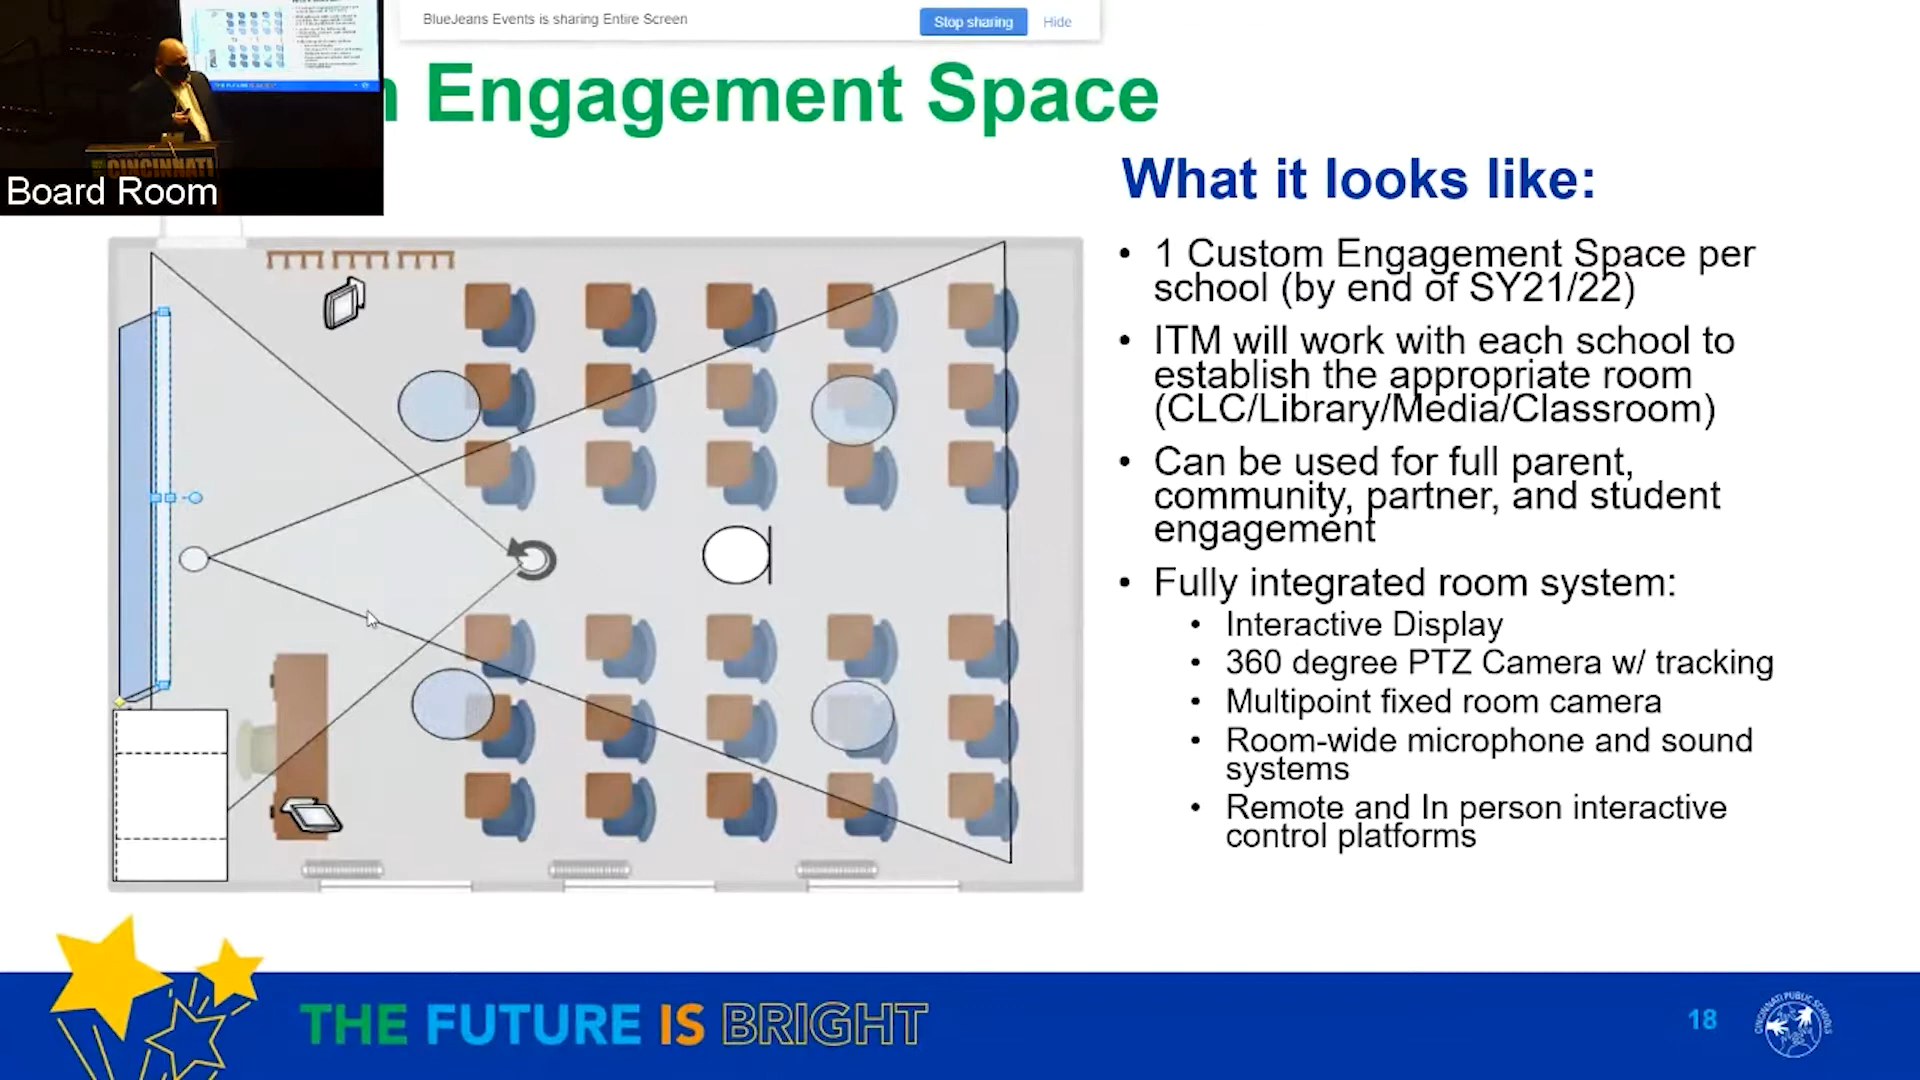 BlueJeans Events is sharing Entire Screen
Stop sharing
Hide
CINCINNATI
Board Room
Engagement Space
What it looks like:
• 1 Custom Engagement Space per
school (by end of SY21/22)
• ITM will work with each school to
establish the appropriate room
(CLC/Library/Media/Classroom)
• Can be used for full parent,
community, partner, and student
engagement
• Fully integrated room system:
• Interactive Display
• 360 degree PTZ Camera w/ tracking
• Multipoint fixed room camera
• Room-wide microphone and sound
systems
• Remote and In person interactive
control platforms
THE FUTURE IS BRIGHT
18
CINCINNATI PUBLIC SCHOOLS